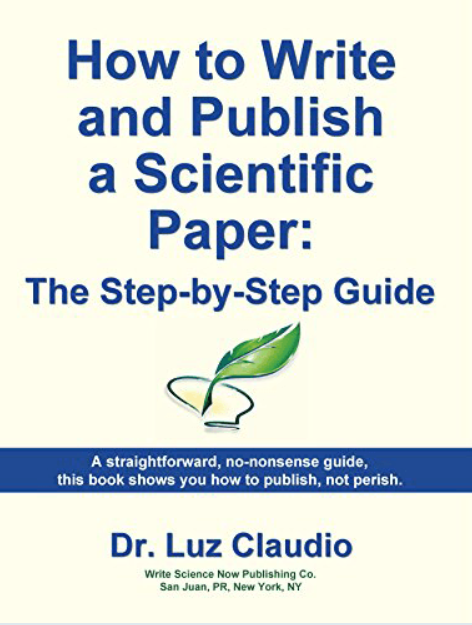 How to Write
and Publish
a Scientific
Paper:
The Step-by-Step Guide
A straightforward, no-nonsense guide,
this book shows you how to publish, not perish.
Dr. Luz Claudio
Write Science Now Publishing Co.
San Juan, PR, New York, NY